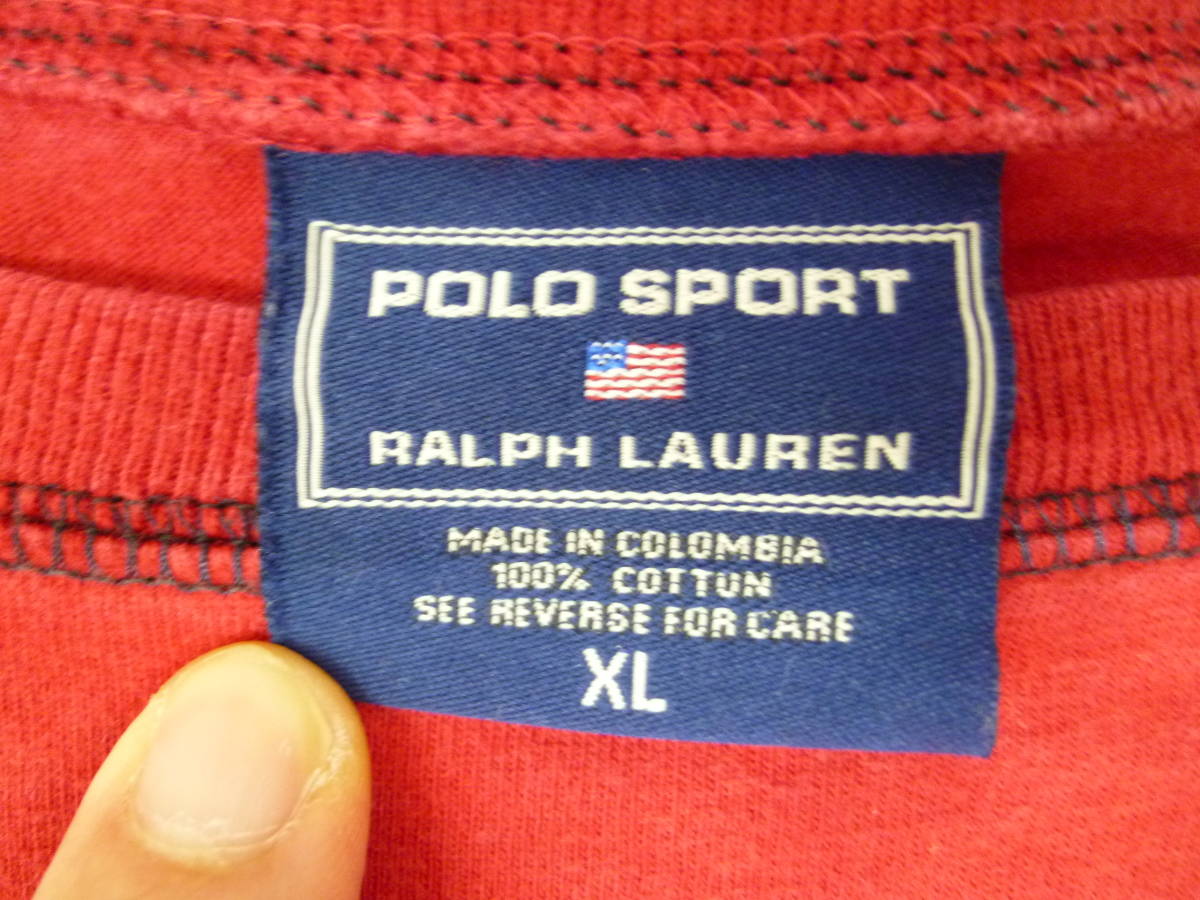 POLO SPORT
RALPH LAUREN
MADE IN COLOMBIA
100% COTTON
SEE REVERSE FOR CARE
XL